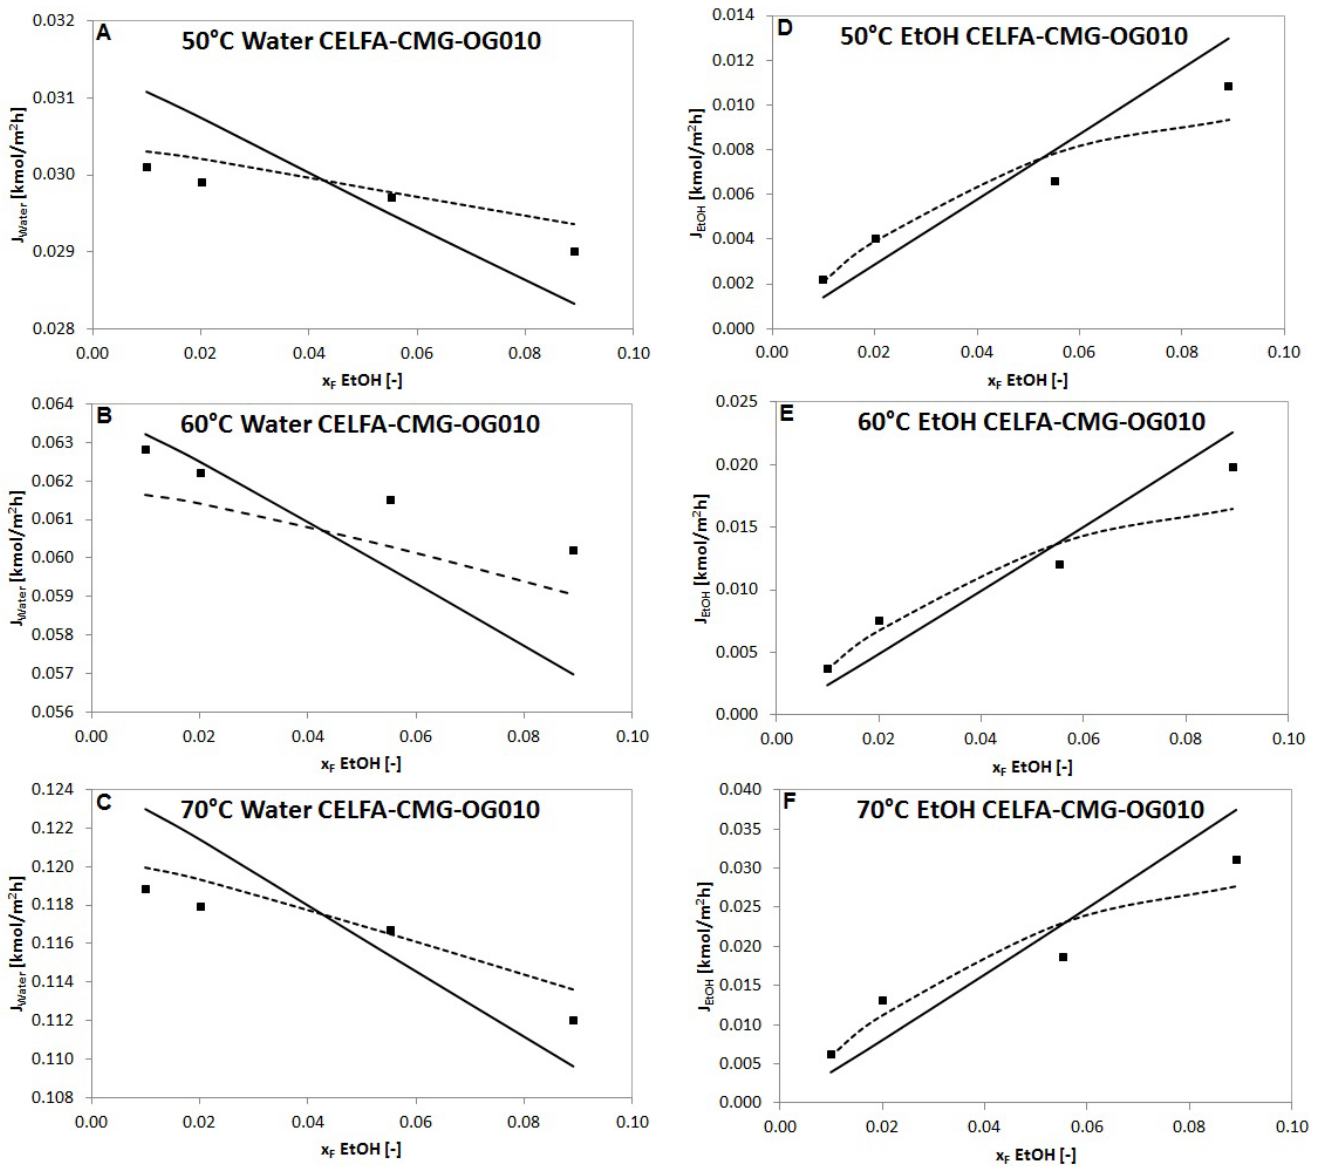 A
50°C Water CELFA-CMG-OG010
0.032
0.031
0.030
0.029
0.028
J_Water [kmol/m²h]
0.00 0.02 0.04 0.06 0.08 0.10
x_F EtOH [-]
D
50°C EtOH CELFA-CMG-OG010
0.014
0.012
0.010
0.008
0.006
0.004
0.002
0.000
J_EtOH [kmol/m²h]
0.00 0.02 0.04 0.06 0.08 0.10
x_F EtOH [-]
B
60°C Water CELFA-CMG-OG010
0.064
0.063
0.062
0.061
0.060
0.059
0.058
0.057
0.056
J_Water [kmol/m²h]
0.00 0.02 0.04 0.06 0.08 0.10
x_F EtOH [-]
E
60°C EtOH CELFA-CMG-OG010
0.025
0.020
0.015
0.010
0.005
0.000
J_EtOH [kmol/m²h]
0.00 0.02 0.04 0.06 0.08 0.10
x_F EtOH [-]
C
70°C Water CELFA-CMG-OG010
0.124
0.122
0.120
0.118
0.116
0.114
0.112
0.110
0.108
J_Water [kmol/m²h]
0.00 0.02 0.04 0.06 0.08 0.10
x_F EtOH [-]
F
70°C EtOH CELFA-CMG-OG010
0.040
0.035
0.030
0.025
0.020
0.015
0.010
0.005
0.000
J_EtOH [kmol/m²h]
0.00 0.02 0.04 0.06 0.08 0.10
x_F EtOH [-]